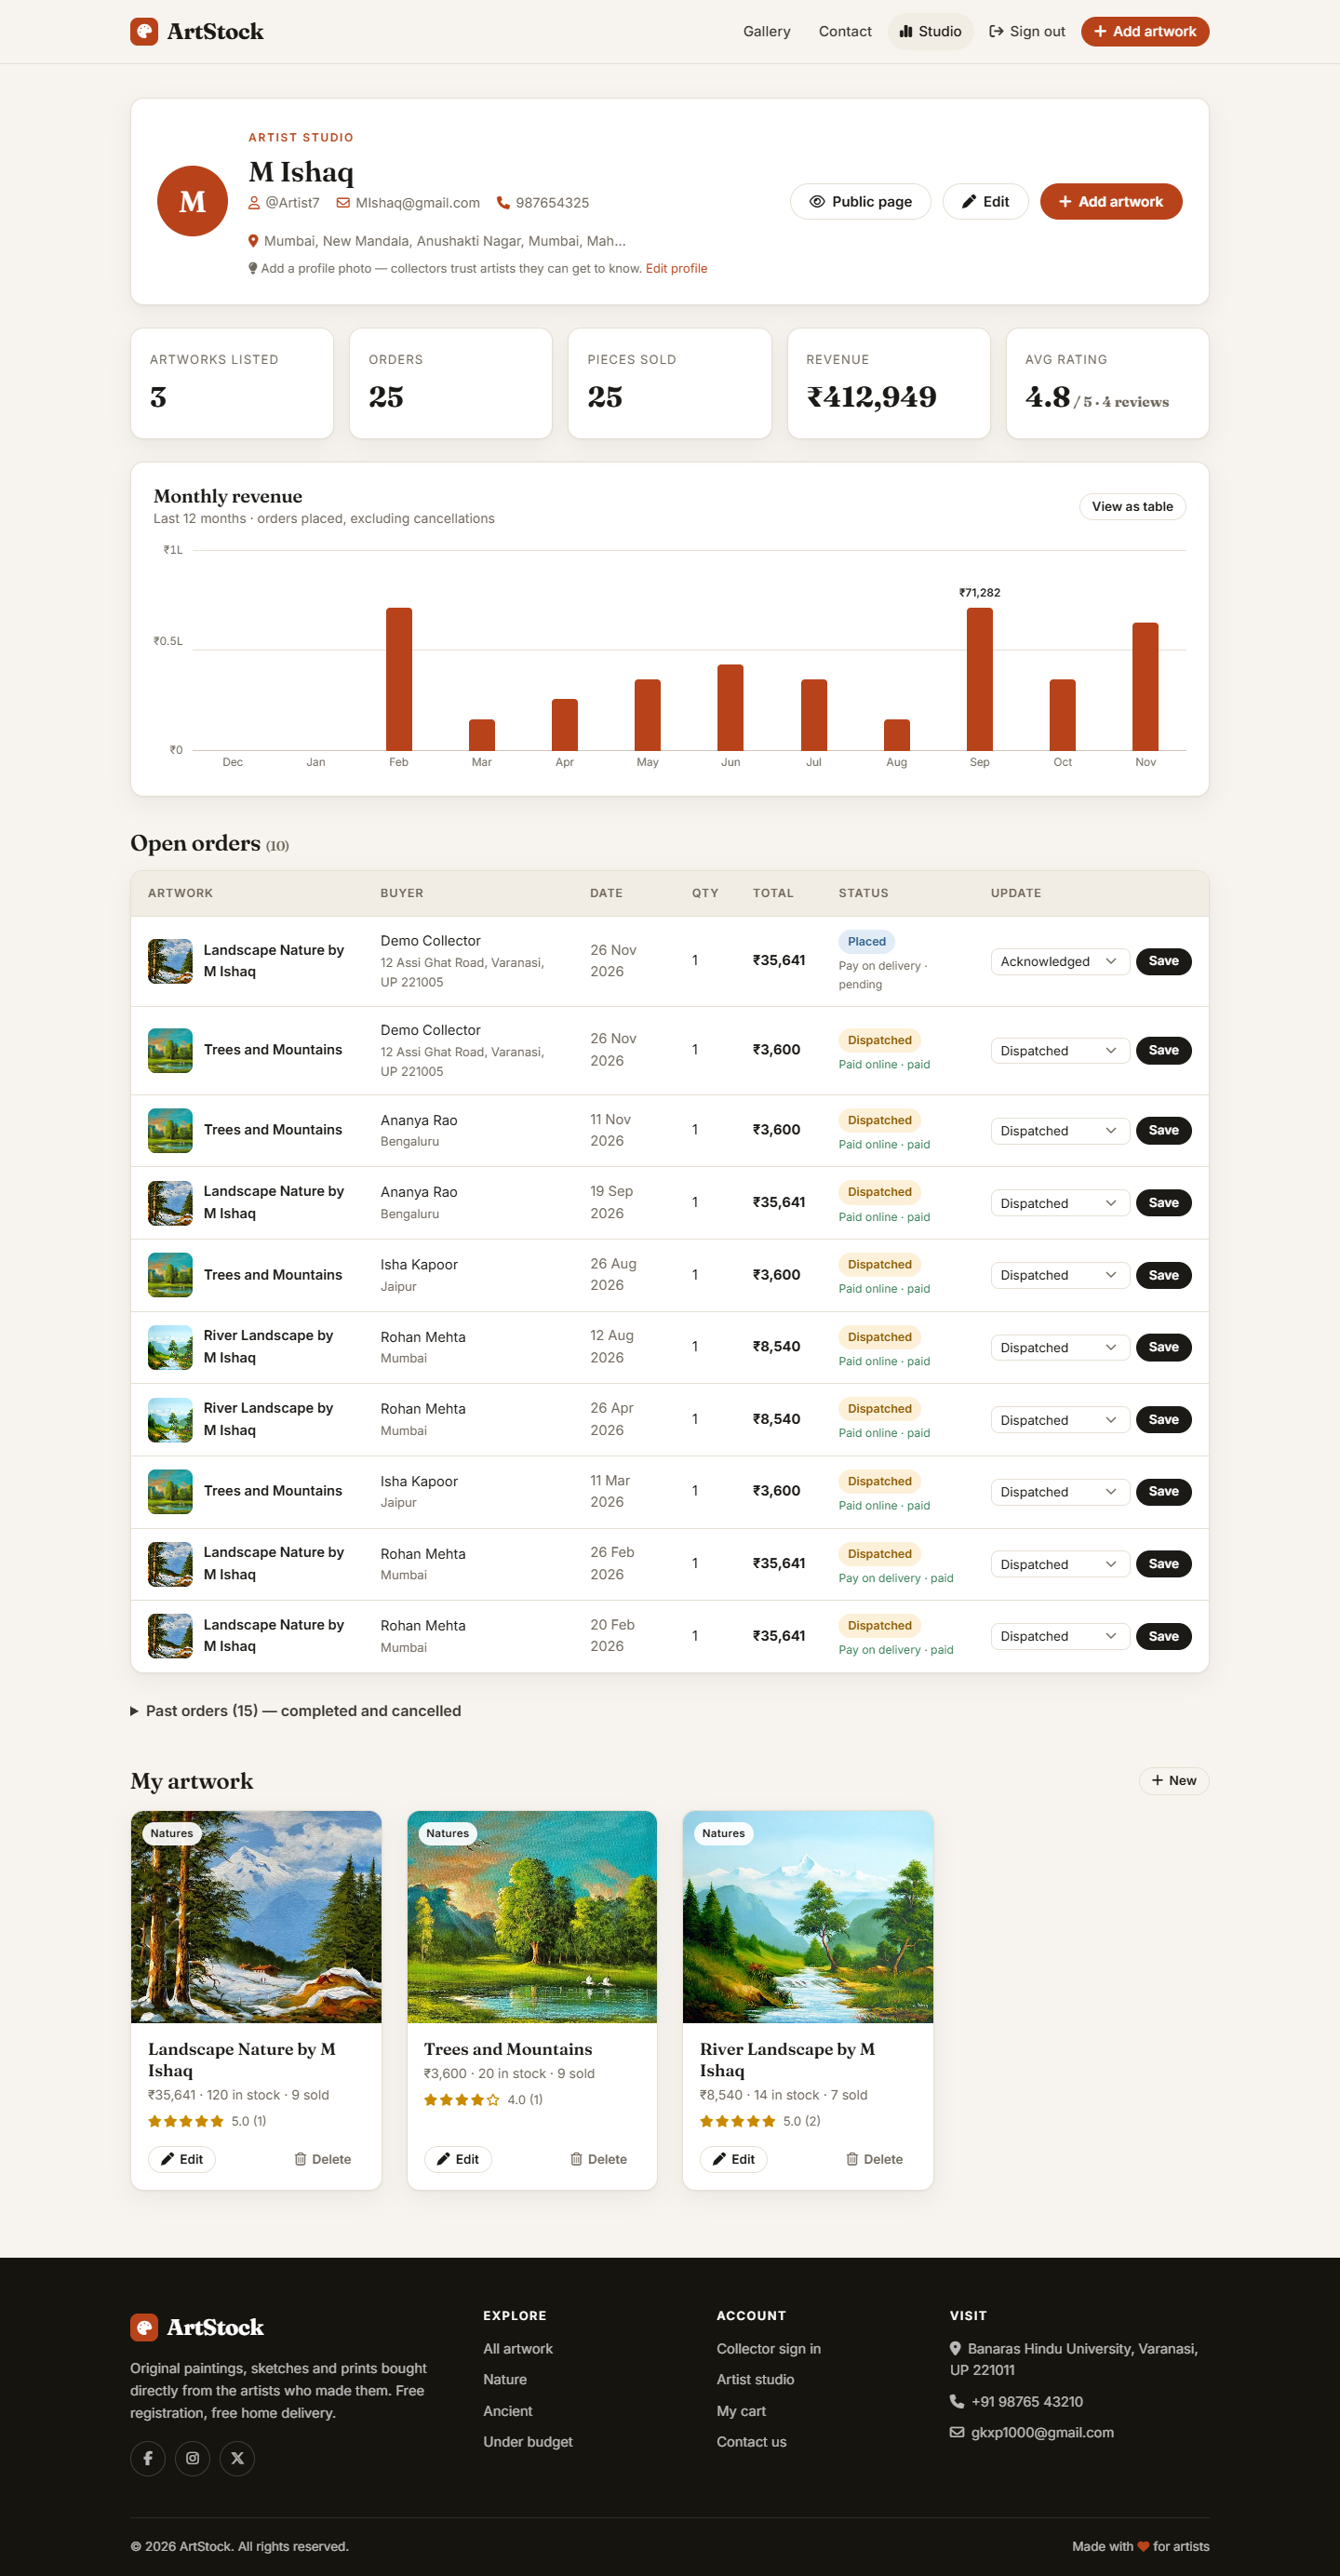 ArtStock
Gallery
Contact
Studio
Sign out
Add artwork
ARTIST STUDIO
M
M Ishaq
@Artist7 MIshaq@gmail.com 987654325
Mumbai, New Mandala, Anushakti Nagar, Mumbai, Mah...
Add a profile photo — collectors trust artists they can get to know. Edit profile
Public page
Edit
Add artwork
ARTWORKS LISTED
3
ORDERS
25
PIECES SOLD
25
REVENUE
₹412,949
AVG RATING
4.8 / 5 · 4 reviews
Monthly revenue
Last 12 months · orders placed, excluding cancellations
View as table
₹1L
₹71,282
₹0.5L
₹0
Dec Jan Feb Mar Apr May Jun Jul Aug Sep Oct Nov
Open orders (10)
ARTWORK BUYER DATE QTY TOTAL STATUS UPDATE
Landscape Nature by
M Ishaq
Demo Collector
12 Assi Ghat Road, Varanasi,
UP 221005
26 Nov
2026
1
₹35,641
Placed
Pay on delivery ·
pending
Acknowledged
Save
Trees and Mountains
Demo Collector
12 Assi Ghat Road, Varanasi,
UP 221005
26 Nov
2026
1
₹3,600
Dispatched
Paid online · paid
Dispatched
Save
Trees and Mountains
Ananya Rao
Bengaluru
11 Nov
2026
1
₹3,600
Dispatched
Paid online · paid
Dispatched
Save
Landscape Nature by
M Ishaq
Ananya Rao
Bengaluru
19 Sep
2026
1
₹35,641
Dispatched
Paid online · paid
Dispatched
Save
Trees and Mountains
Isha Kapoor
Jaipur
26 Aug
2026
1
₹3,600
Dispatched
Paid online · paid
Dispatched
Save
River Landscape by
M Ishaq
Rohan Mehta
Mumbai
12 Aug
2026
1
₹8,540
Dispatched
Paid online · paid
Dispatched
Save
River Landscape by
M Ishaq
Rohan Mehta
Mumbai
26 Apr
2026
1
₹8,540
Dispatched
Paid online · paid
Dispatched
Save
Trees and Mountains
Isha Kapoor
Jaipur
11 Mar
2026
1
₹3,600
Dispatched
Paid online · paid
Dispatched
Save
Landscape Nature by
M Ishaq
Rohan Mehta
Mumbai
26 Feb
2026
1
₹35,641
Dispatched
Pay on delivery · paid
Dispatched
Save
Landscape Nature by
M Ishaq
Rohan Mehta
Mumbai
20 Feb
2026
1
₹35,641
Dispatched
Pay on delivery · paid
Dispatched
Save
Past orders (15) — completed and cancelled
My artwork
New
Natures
Landscape Nature by M
Ishaq
₹35,641 · 120 in stock · 9 sold
5.0 (1)
Edit
Delete
Natures
Trees and Mountains
₹3,600 · 20 in stock · 9 sold
4.0 (1)
Edit
Delete
Natures
River Landscape by M
Ishaq
₹8,540 · 14 in stock · 7 sold
5.0 (2)
Edit
Delete
ArtStock
Original paintings, sketches and prints bought
directly from the artists who made them. Free
registration, free home delivery.
EXPLORE
All artwork
Nature
Ancient
Under budget
ACCOUNT
Collector sign in
Artist studio
My cart
Contact us
VISIT
Banaras Hindu University, Varanasi,
UP 221011
+91 98765 43210
gkxp1000@gmail.com
© 2026 ArtStock. All rights reserved.
Made with for artists